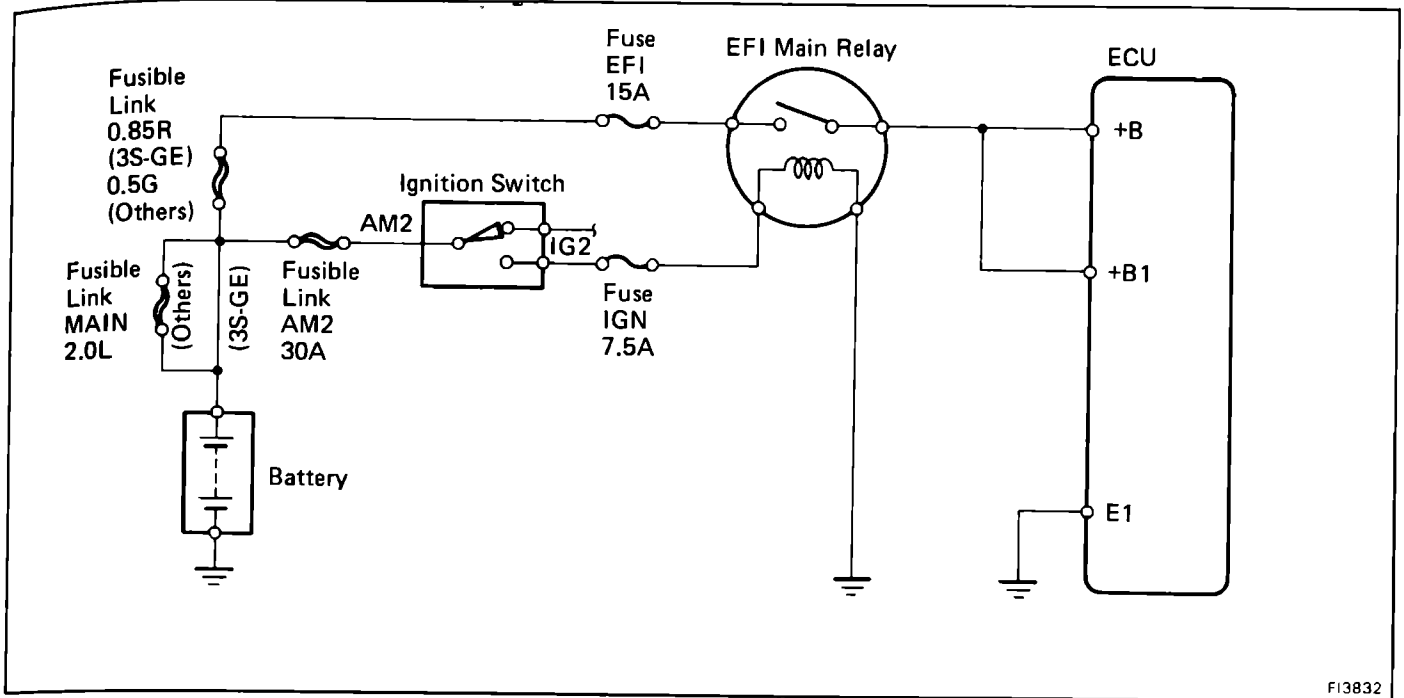 Fusible
Link
0.85R
(3S-GE)
0.5G
(Others)
Fuse
EFI
15A
EFI Main Relay
ECU
+B
Ignition Switch
AM2
IG2
Fusible
Link
MAIN
2.0L
(Others)
(3S-GE)
Fusible
Link
AM2
30A
Fuse
IGN
7.5A
+B1
Battery
E1
FI3832